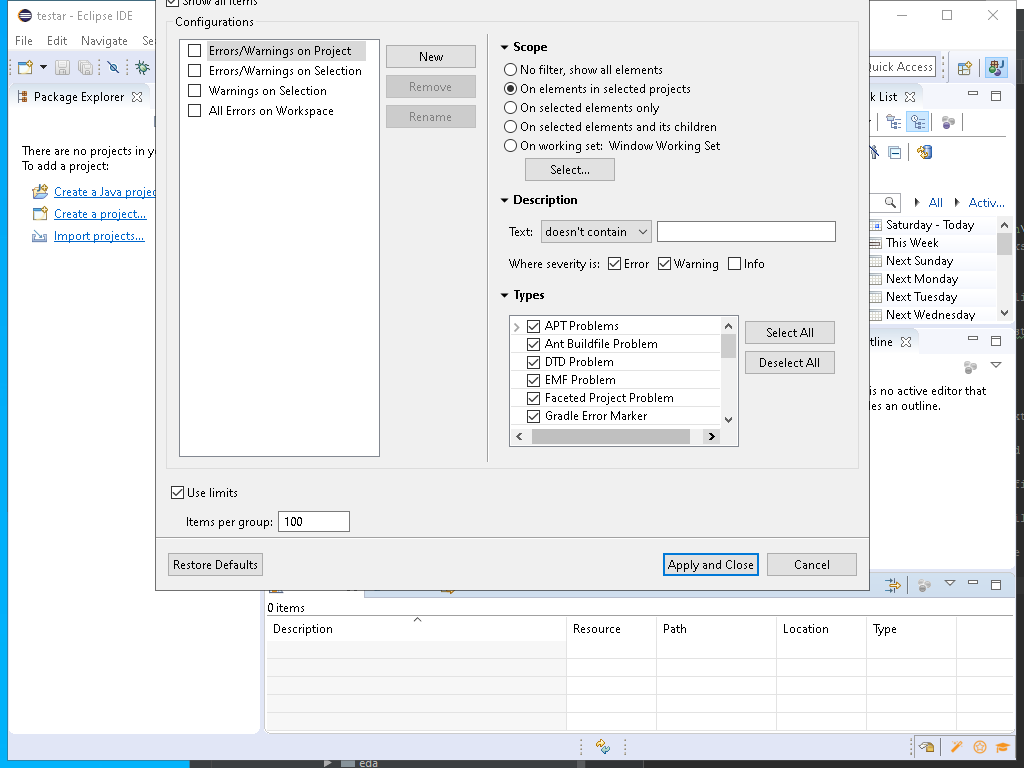 testar - Eclipse IDE
Show all items
File Edit Navigate
Configurations
Errors/Warnings on Project
Errors/Warnings on Selection
Warnings on Selection
All Errors on Workspace
New
Remove
Rename
Scope
No filter, show all elements
On elements in selected projects
On selected elements only
On selected elements and its children
On working set: Window Working Set
Select...
Description
Text: doesn't contain
Where severity is: Error Warning Info
Types
APT Problems
Ant Buildfile Problem
DTD Problem
EMF Problem
Faceted Project Problem
Gradle Error Marker
Select All
Deselect All
Use limits
Items per group: 100
Restore Defaults
Apply and Close
Cancel
Package Explorer
There are no projects in
To add a project:
Create a Java
Create a project...
Import projects...
Quick Access
List
All Activ...
Saturday - Today
This Week
Next Sunday
Next Monday
Next Tuesday
Next Wednesday
is no active editor that
an outline.
0 items
Description Resource Path Location Type
eda